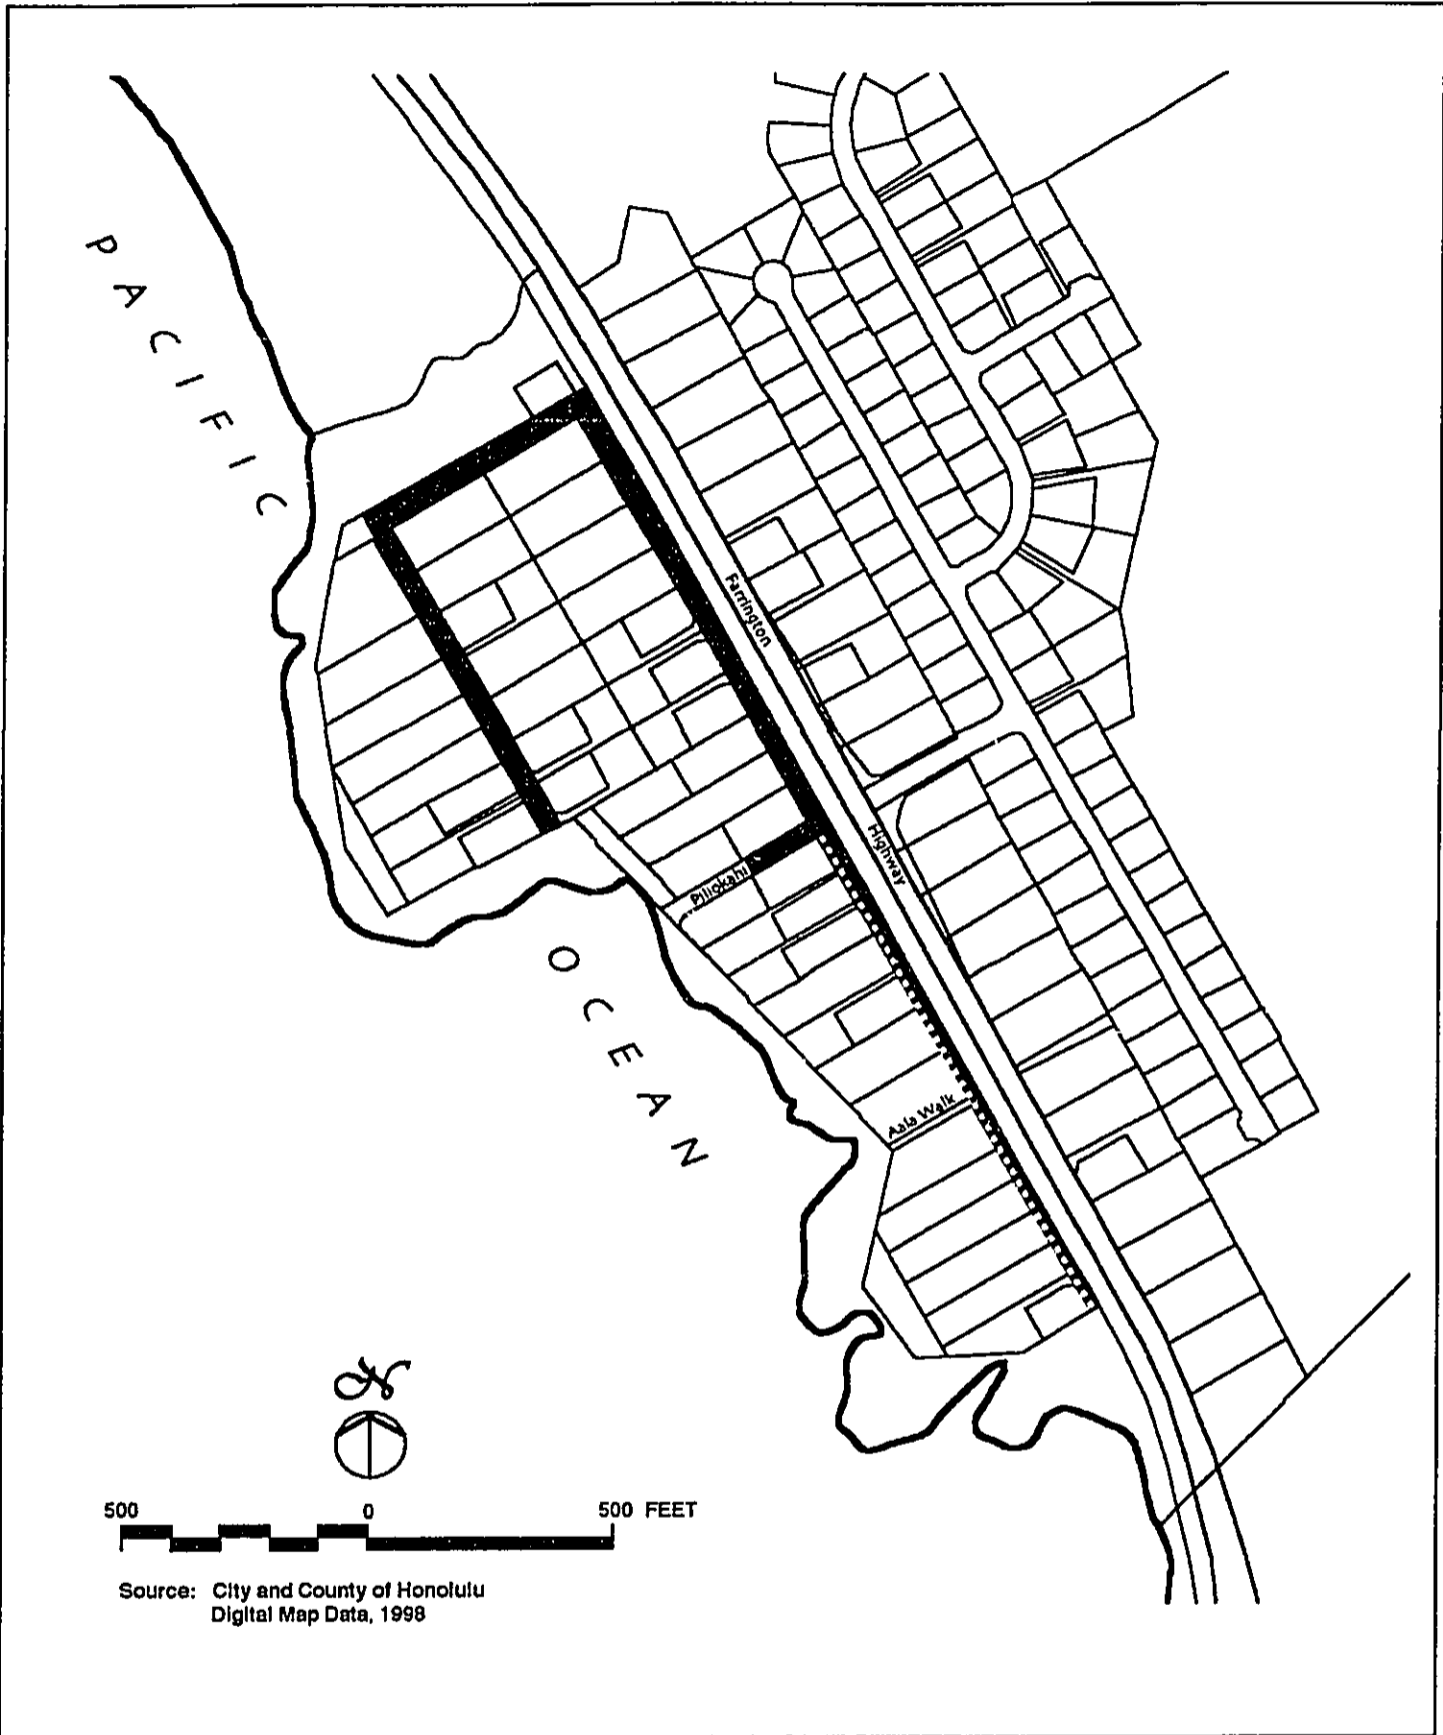 PACIFIC
Farrington
Highway
Piliokahi
OCEAN
Aala Walk
N
500 0 500 FEET
Source: City and County of Honolulu
Digital Map Data, 1998